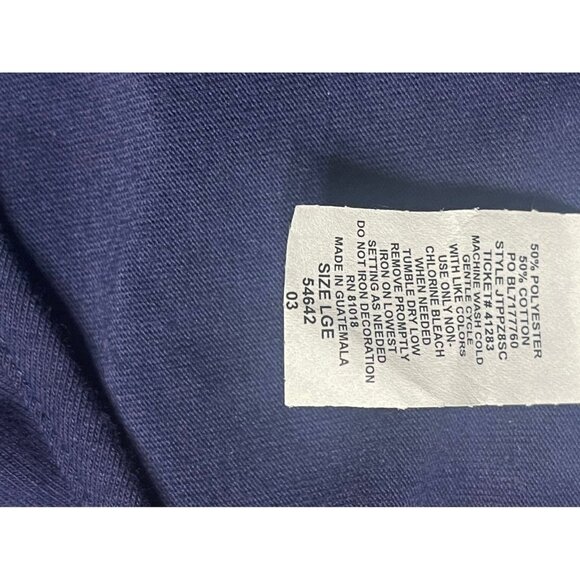 50% POLYESTER
50% COTTON
PO BL7177760
STYLE JTPPZ8SC
TICKET# 41283
MACHINE WASH COLD
GENTLE CYCLE
WITH LIKE COLORS
USE ONLY NON-
CHLORINE BLEACH
WHEN NEEDED
TUMBLE DRY LOW
REMOVE PROMPTLY
IRON ON LOWEST
SETTING AS NEEDED
DO NOT IRON DECORATION
MADE IN GUATEMALA
RN 81018
SIZE LGE
54642
03